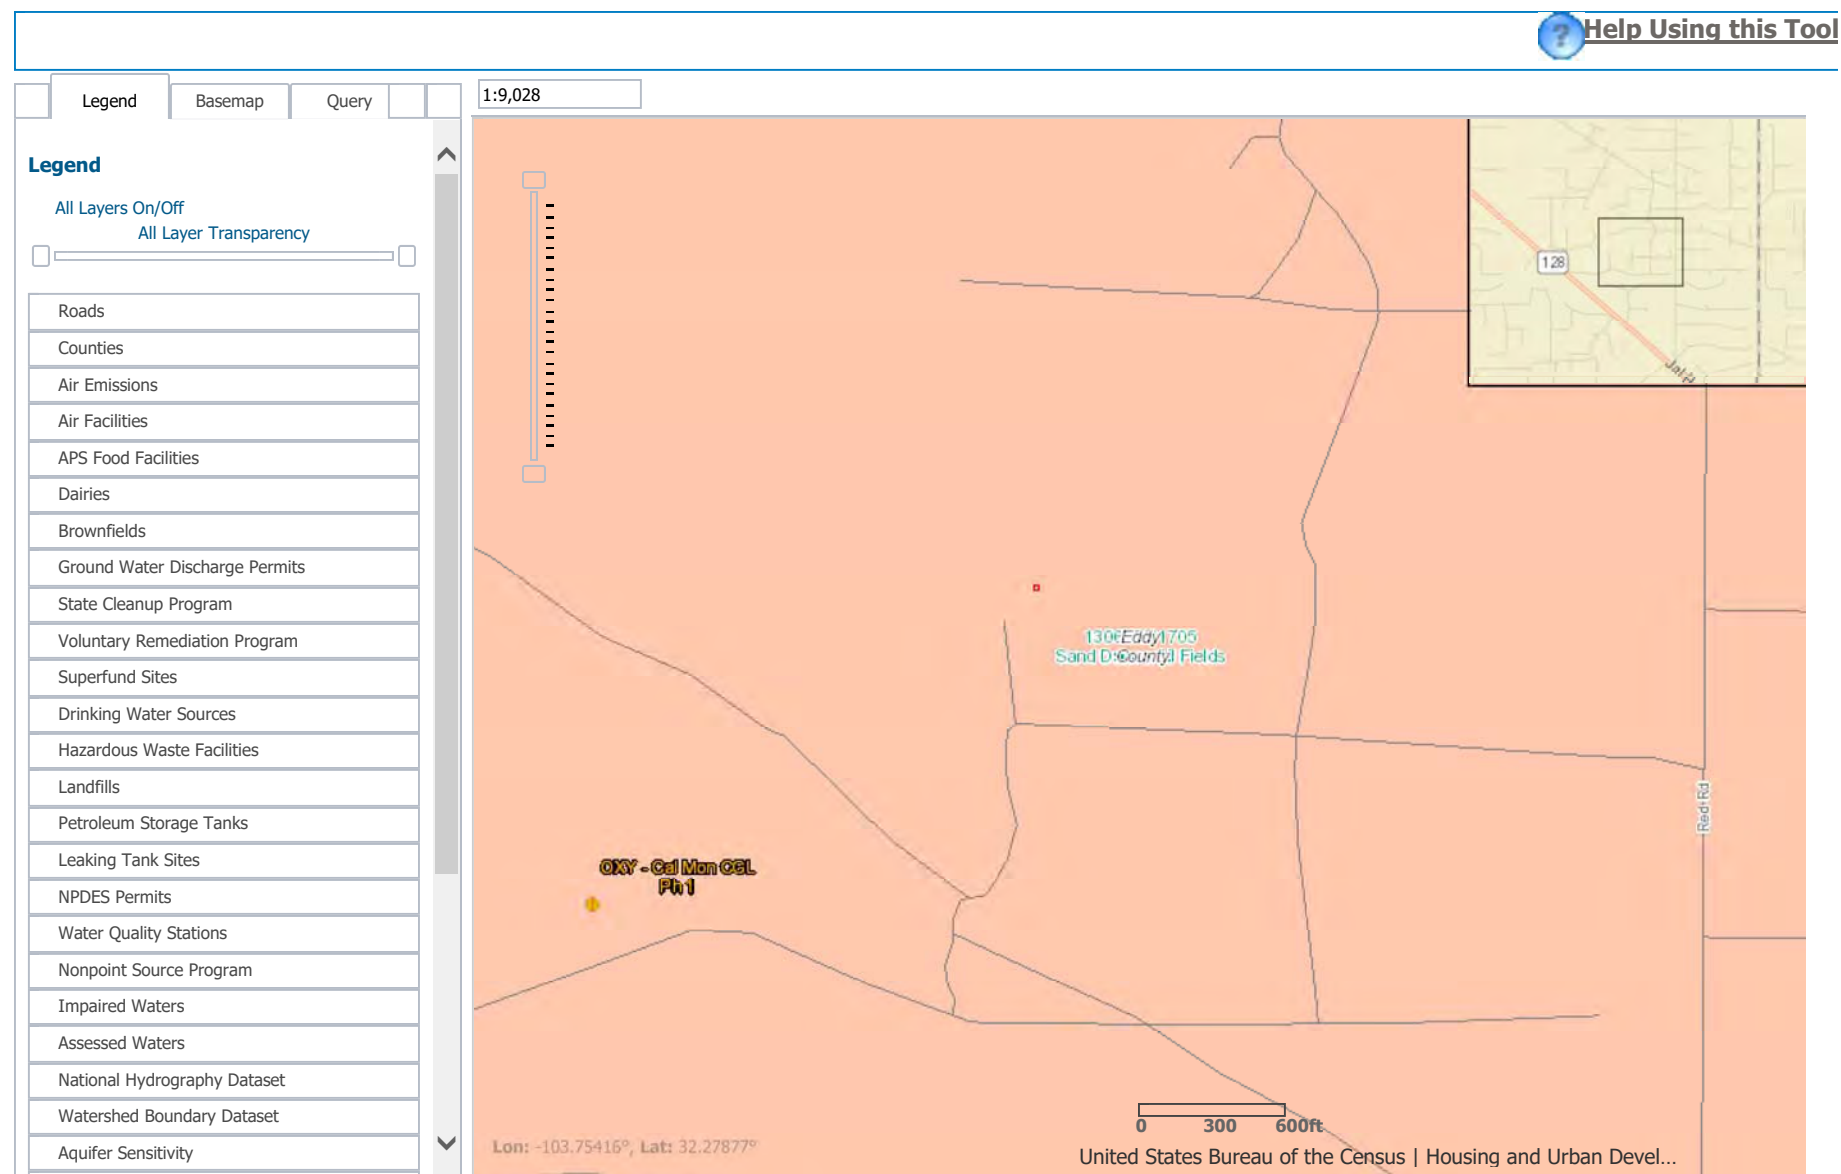 Help Using this Tool
Legend
Basemap
Query
1:9,028
Legend
All Layers On/Off
All Layer Transparency
Roads
Counties
Air Emissions
Air Facilities
APS Food Facilities
Dairies
Brownfields
Ground Water Discharge Permits
State Cleanup Program
Voluntary Remediation Program
Superfund Sites
Drinking Water Sources
Hazardous Waste Facilities
Landfills
Petroleum Storage Tanks
Leaking Tank Sites
NPDES Permits
Water Quality Stations
Nonpoint Source Program
Impaired Waters
Assessed Waters
National Hydrography Dataset
Watershed Boundary Dataset
Aquifer Sensitivity
128
Jal H
Eddy
Sand County Fields
Red Rd
OXY - Cal Mon CGL
Ph 1
0 300 600ft
Lon: -103.75416°, Lat: 32.27877°
United States Bureau of the Census | Housing and Urban Devel...